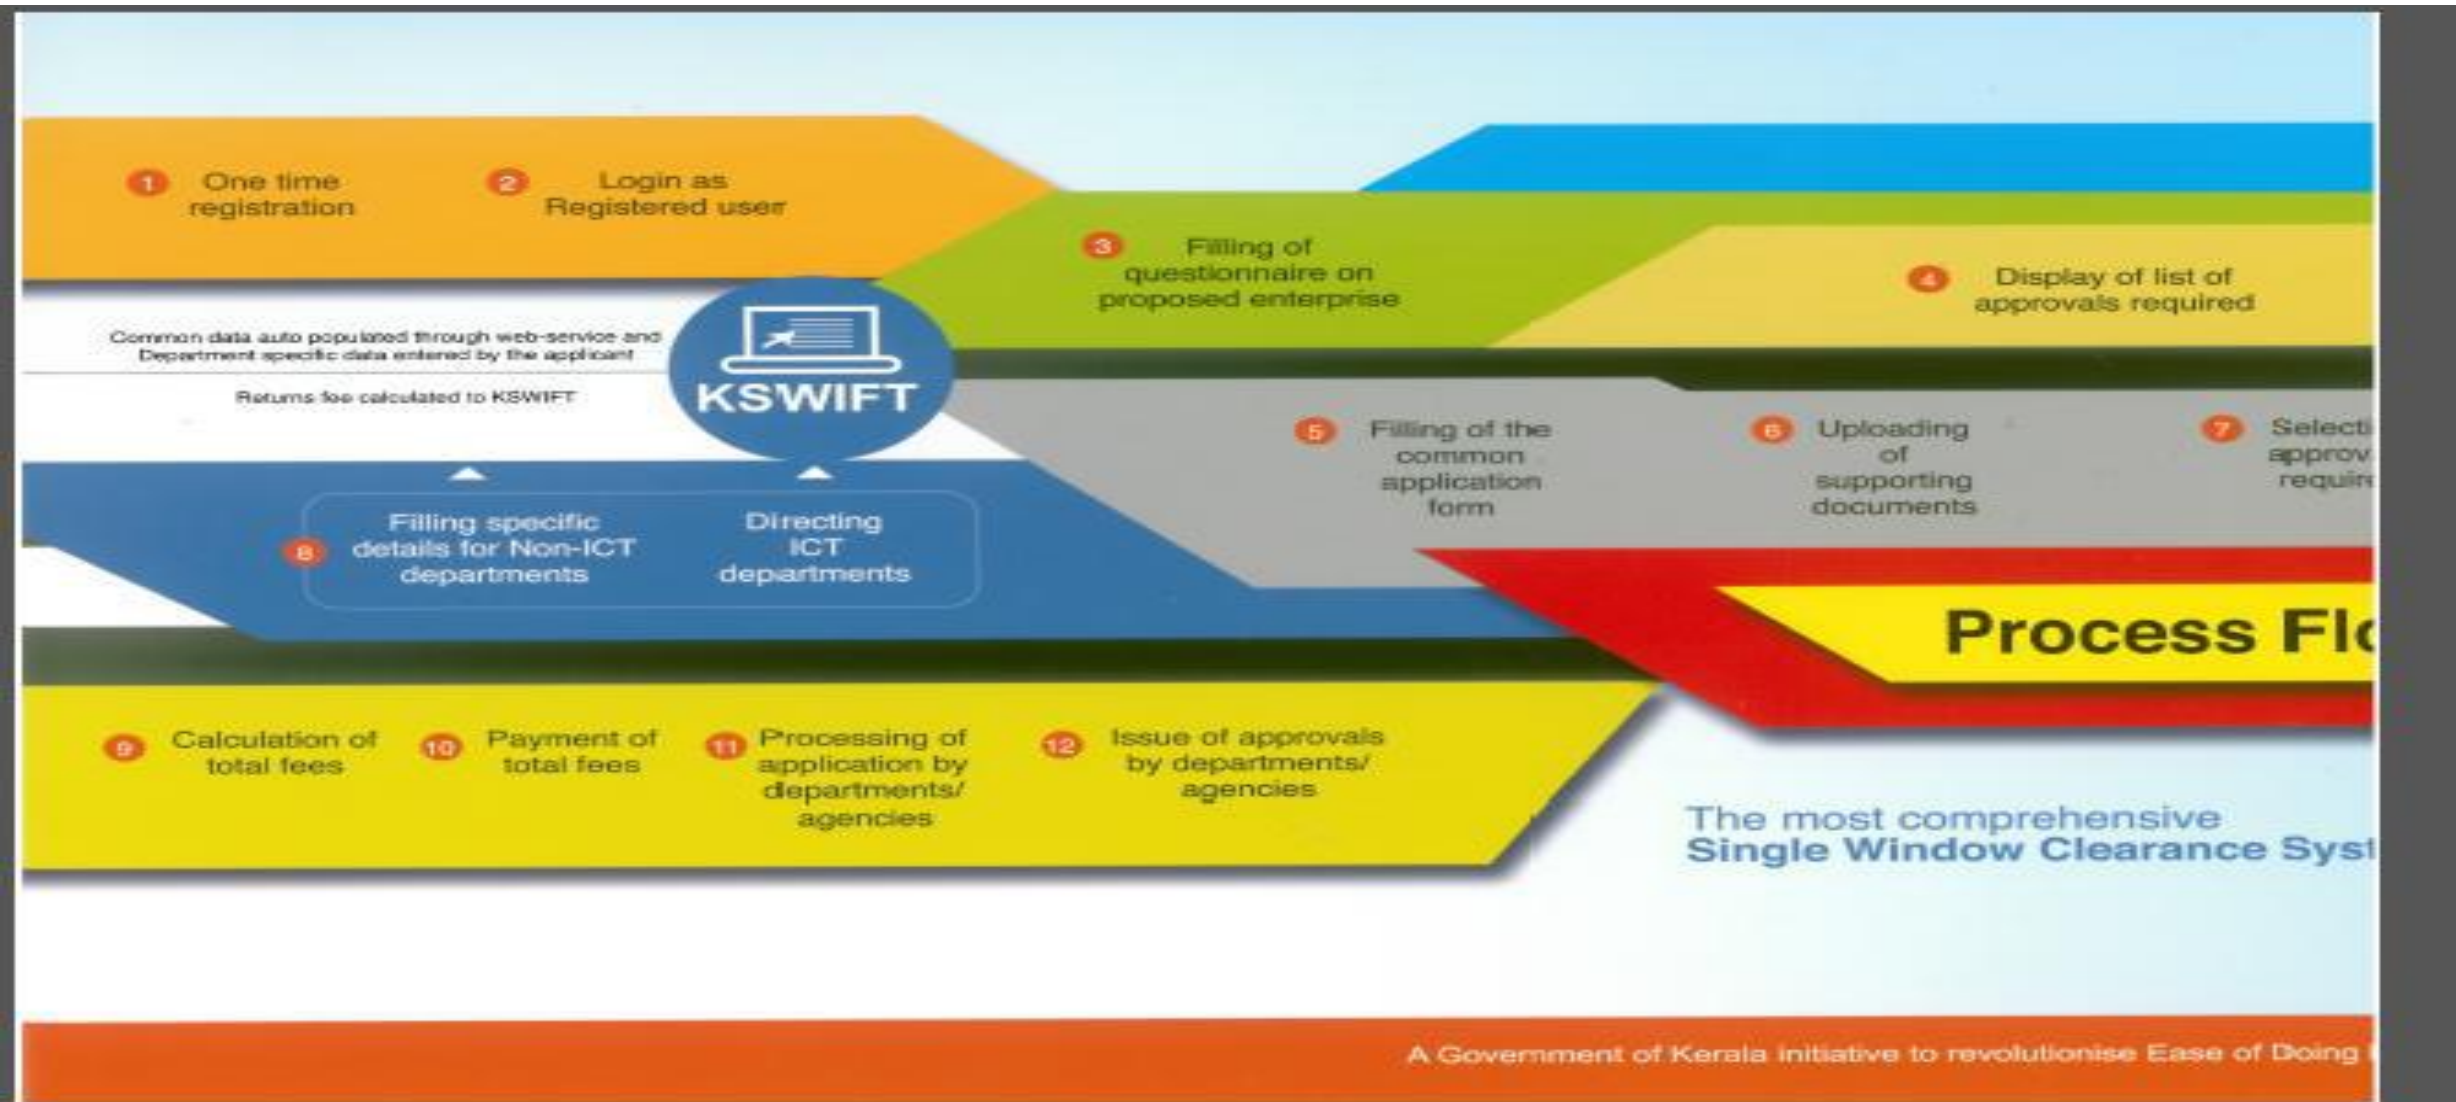 1 One time
registration
2 Login as
Registered user
3 Filling of
questionnaire on
proposed enterprise
4 Display of list of
approvals required
Common data auto populated through web-service and
Department specific data entered by the applicant
Returns fee calculated to KSWIFT
KSWIFT
5 Filling of the
common
application
form
6 Uploading
of
supporting
documents
7 Selecti
approv
require
8 Filling specific
details for Non-ICT
departments
Directing
ICT
departments
Process Flo
9 Calculation of
total fees
10 Payment of
total fees
11 Processing of
application by
departments/
agencies
12 Issue of approvals
by departments/
agencies
The most comprehensive
Single Window Clearance Syst
A Government of Kerala initiative to revolutionise Ease of Doing